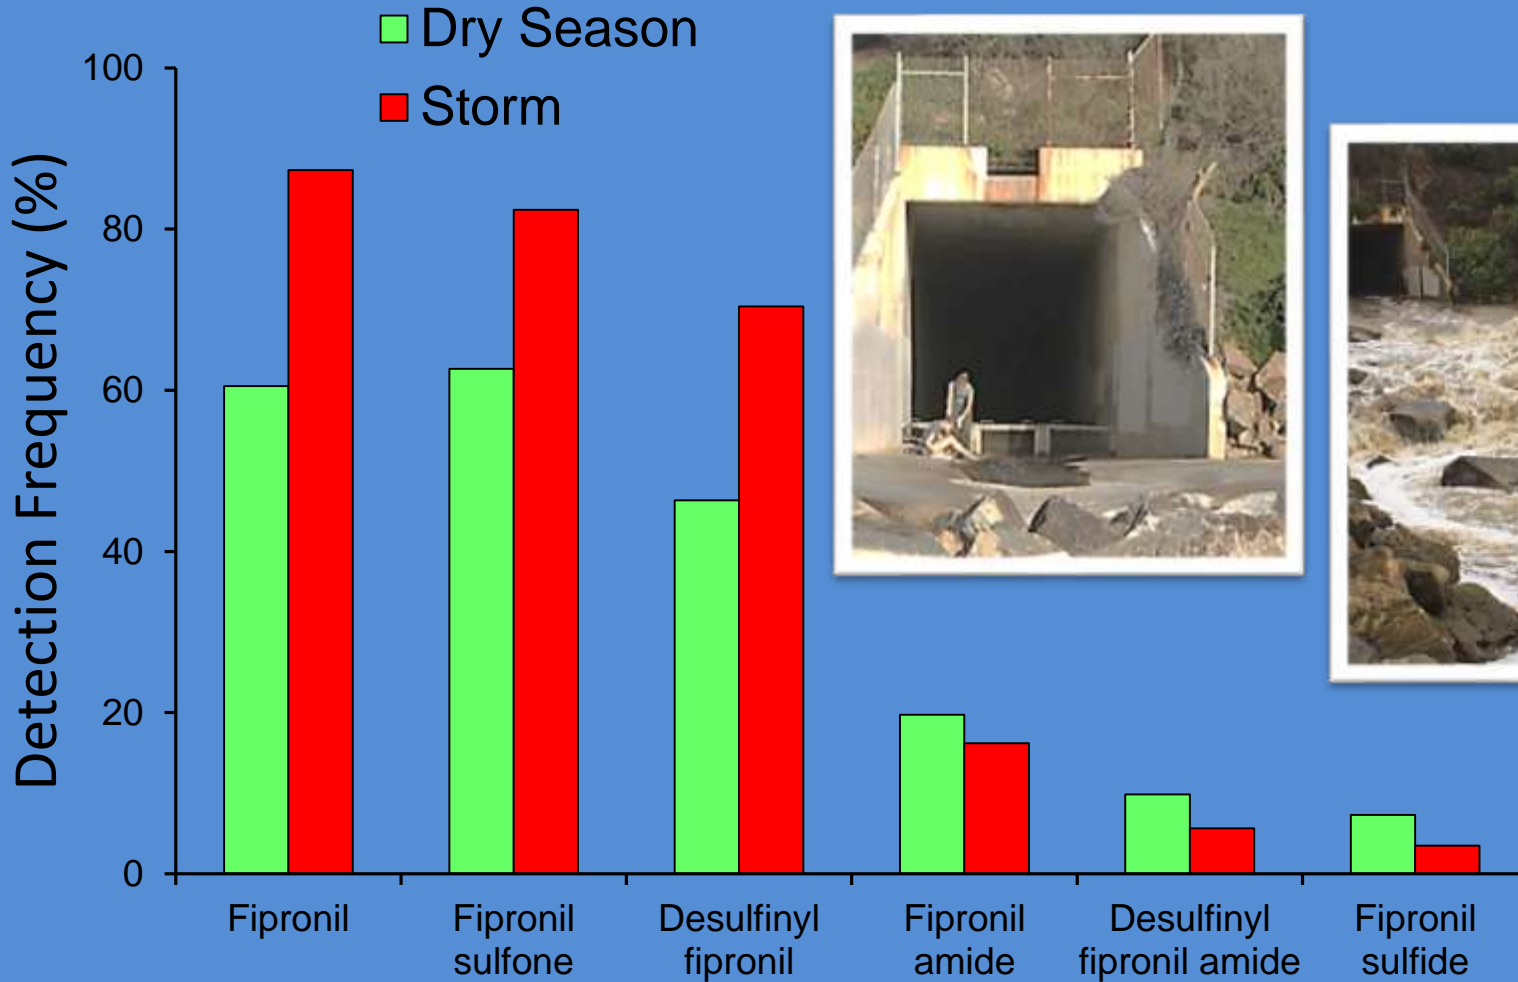 Dry Season
Storm
Detection Frequency (%)
100
80
60
40
20
0
Fipronil
Fipronil
sulfone
Desulfinyl
fipronil
Fipronil
amide
Desulfinyl
fipronil amide
Fipronil
sulfide